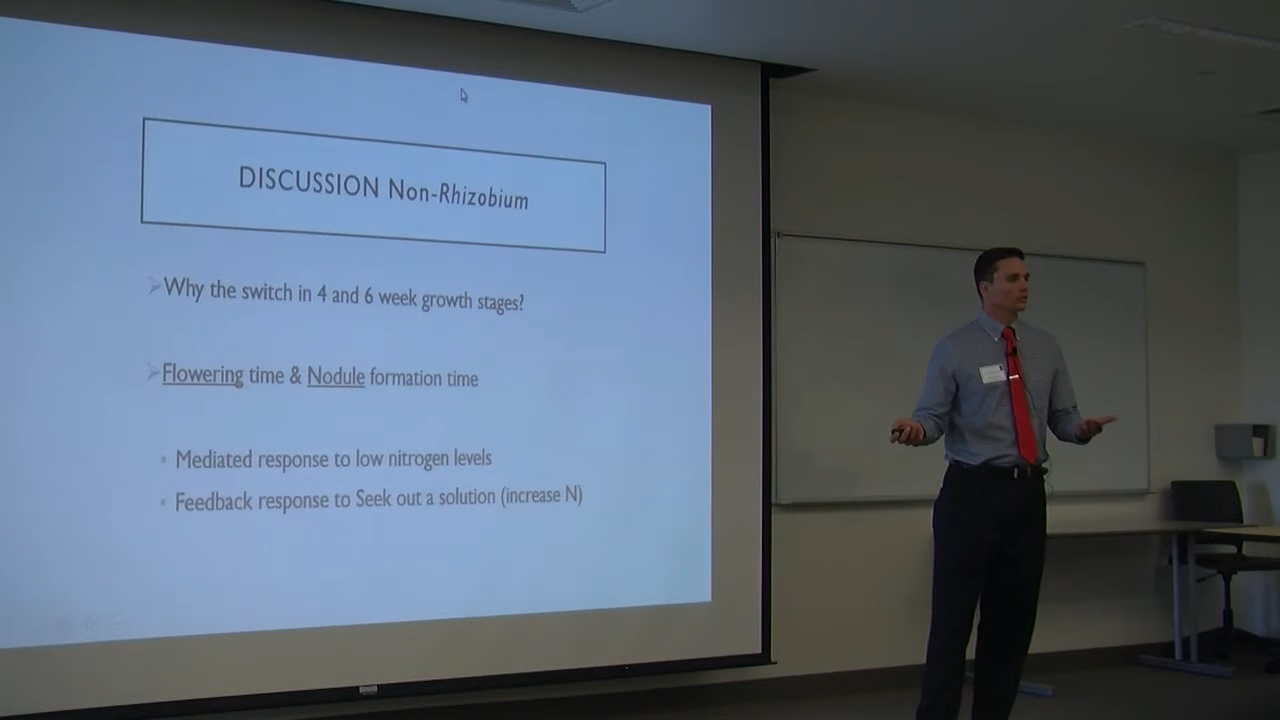 DISCUSSION Non-Rhizobium
Why the switch in 4 and 6 week growth stages?
Flowering time & Nodule formation time
Mediated response to low nitrogen levels
Feedback response to Seek out a solution (increase N)